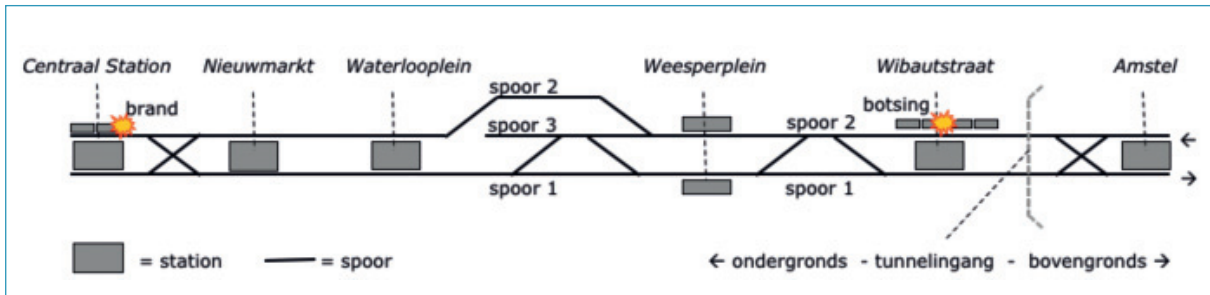 Centraal Station Nieuwmarkt Waterlooplein Weesperplein Wibautstraat Amstel
spoor 2
brand botsing
spoor 3 spoor 2
←
→
spoor 1 spoor 1
= station = spoor ← ondergronds - tunnelingang - bovengronds →